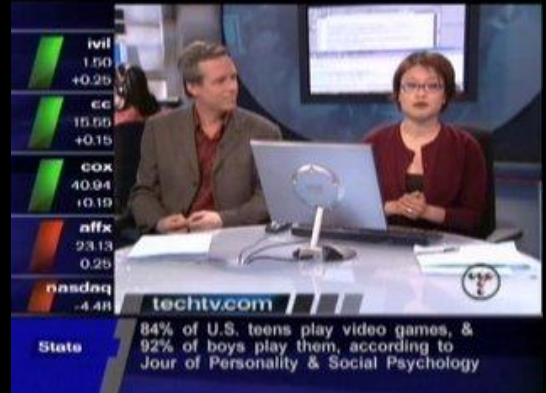 ivil
1.50
+0.25
cc
15.55
+0.15
cox
40.94
+0.19
affx
23.13
0.25
nasdaq
-4.48
techtv.com
Stats
84% of U.S. teens play video games, &
92% of boys play them, according to
Jour of Personality & Social Psychology